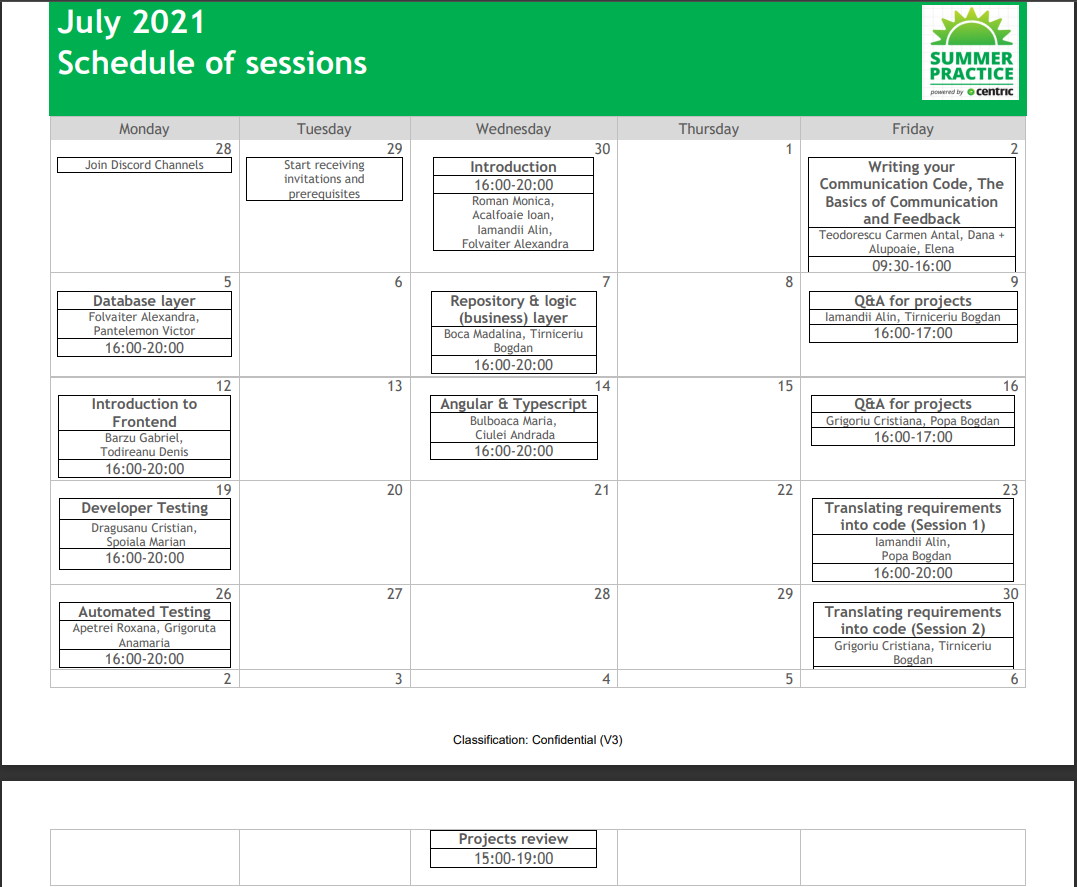 July 2021
Schedule of sessions
SUMMER
PRACTICE
powered by centric
Monday
Tuesday
Wednesday
Thursday
Friday
28
Join Discord Channels
29
Start receiving
invitations and
prerequisites
30
Introduction
16:00-20:00
Roman Monica,
Acalfoaie Ioan,
Iamandii Alin,
Folvaiter Alexandra
1
2
Writing your
Communication Code, The
Basics of Communication
and Feedback
Teodorescu Carmen Antal, Dana +
Alupoaie, Elena
09:30-16:00
5
Database layer
Folvaiter Alexandra,
Pantelemon Victor
16:00-20:00
6
7
Repository & logic
(business) layer
Boca Madalina, Tirniceriu
Bogdan
16:00-20:00
8
9
Q&A for projects
Iamandii Alin, Tirniceriu Bogdan
16:00-17:00
12
Introduction to
Frontend
Barzu Gabriel,
Todireanu Denis
16:00-20:00
13
14
Angular & Typescript
Bulboaca Maria,
Ciulei Andrada
16:00-20:00
15
16
Q&A for projects
Grigoriu Cristiana, Popa Bogdan
16:00-17:00
19
Developer Testing
Dragusanu Cristian,
Spoiala Marian
16:00-20:00
20
21
22
23
Translating requirements
into code (Session 1)
Iamandii Alin,
Popa Bogdan
16:00-20:00
26
Automated Testing
Apetrei Roxana, Grigoruta
Anamaria
16:00-20:00
27
28
29
30
Translating requirements
into code (Session 2)
Grigoriu Cristiana, Tirniceriu
Bogdan
2
3
4
5
6
Classification: Confidential (V3)
Projects review
15:00-19:00